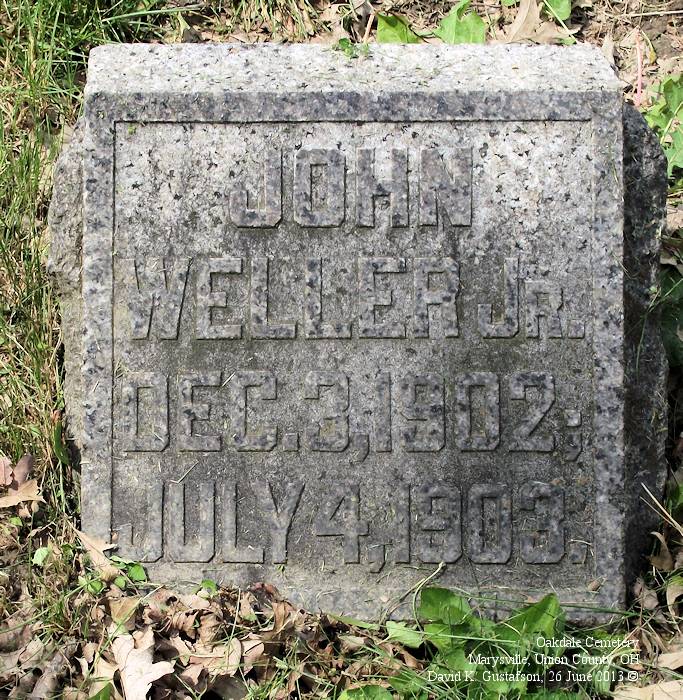 JOHN
WELLER JR.
DEC. 3, 1902;
JULY 4, 1903.
Oakdale Cemetery
Marysville, Union County, OH
David K. Gustafson, 26 June 2013 ©